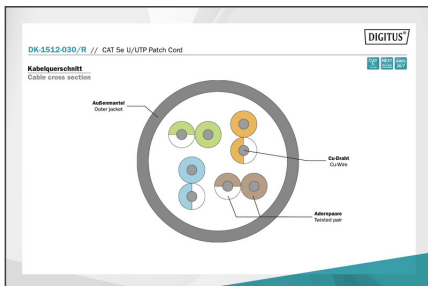 DIGITUS®
DK-1512-030/R // CAT 5e U/UTP Patch Cord
Kabelquerschnitt
Cable cross section
Außenmantel
Outer jacket
Cu-Draht
Cu-Wire
Adernpaare
Twisted pair